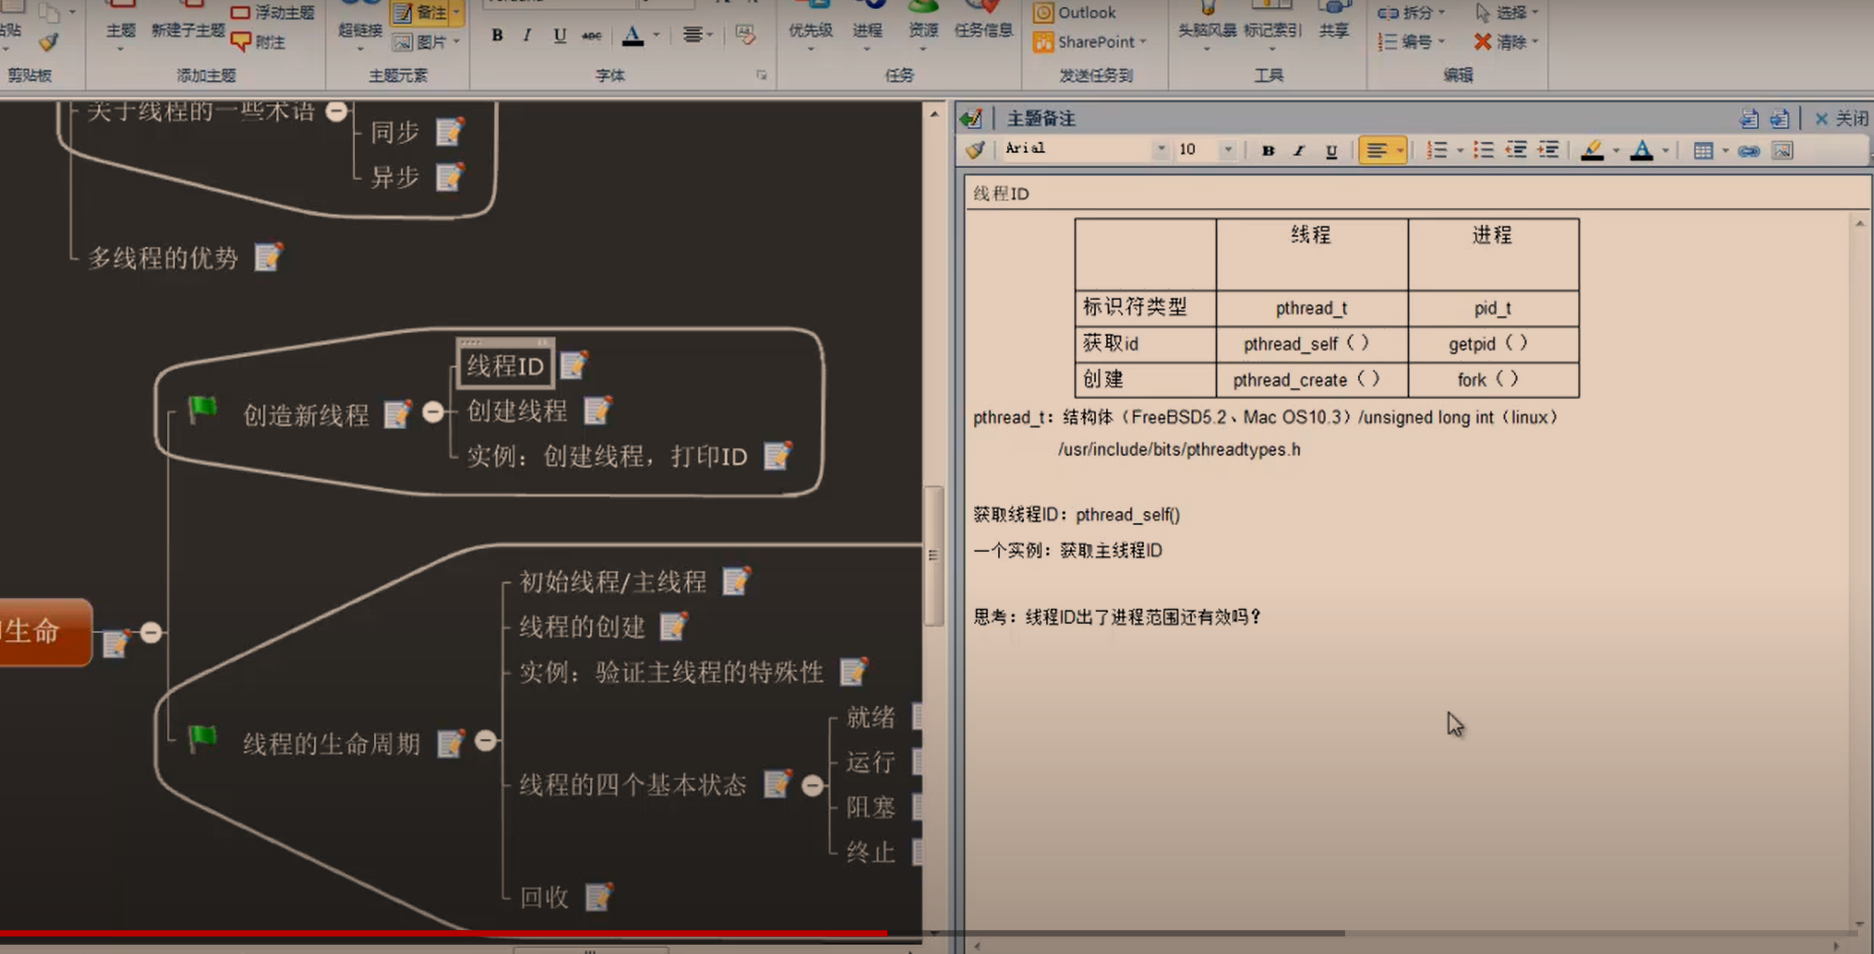 主题
新建子主题
浮动主题
附注
超链接
备注
图片
B I U abc A
优先级
进程
资源
任务信息
Outlook
SharePoint
头脑风暴
标记索引
共享
拆分
编号
选择
清除
剪贴板
添加主题
主题元素
字体
任务
发送任务到
工具
编辑
关于线程的一些术语
同步
异步
多线程的优势
创造新线程
线程ID
创建线程
实例：创建线程，打印ID
生命
线程的生命周期
初始线程/主线程
线程的创建
实例：验证主线程的特殊性
线程的四个基本状态
就绪
运行
阻塞
终止
回收
主题备注
关闭
Arial 10 B I U A
线程ID
线程 进程
标识符类型 pthread_t pid_t
获取id pthread_self（） getpid（）
创建 pthread_create（） fork（）
pthread_t：结构体（FreeBSD5.2、Mac OS10.3）/unsigned long int（linux）
/usr/include/bits/pthreadtypes.h
获取线程ID：pthread_self()
一个实例：获取主线程ID
思考：线程ID出了进程范围还有效吗？